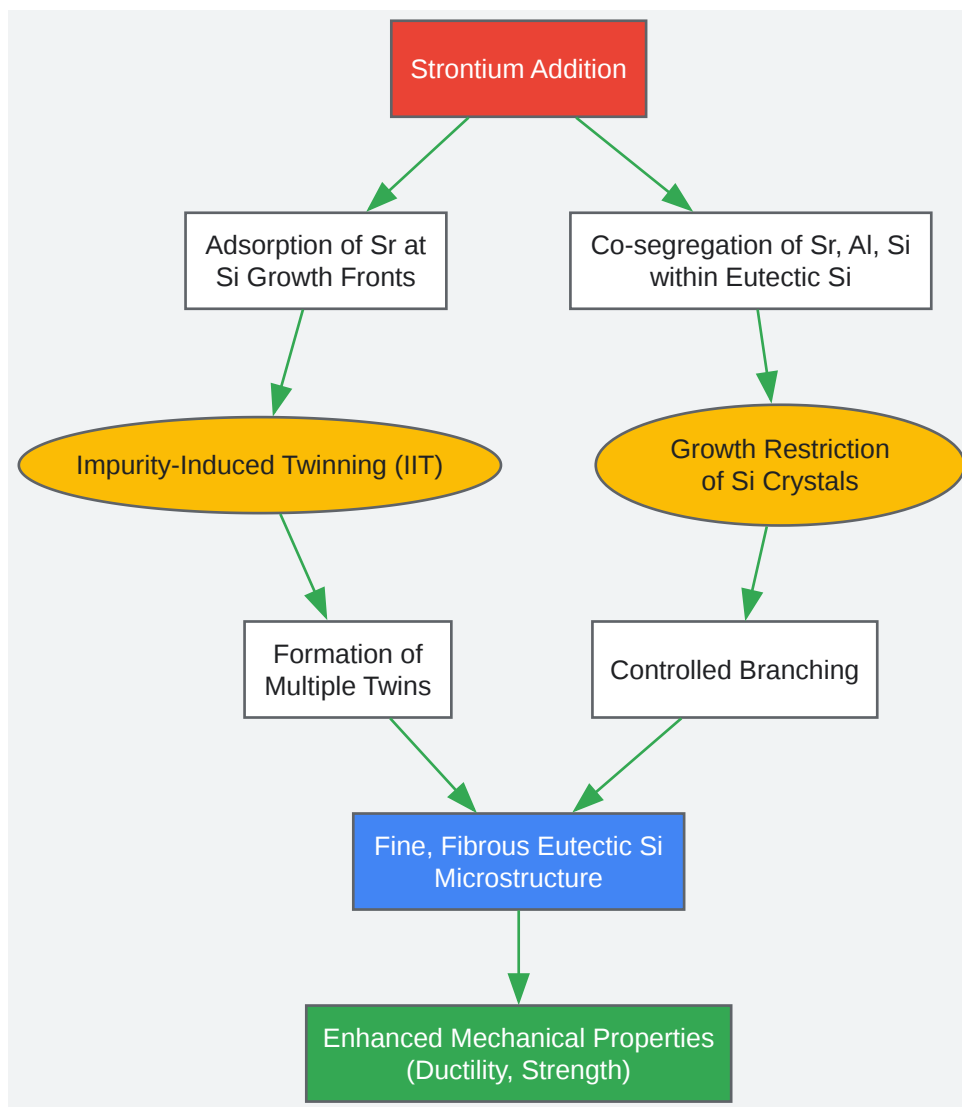 Strontium Addition
Adsorption of Sr at
Si Growth Fronts
Co-segregation of Sr, Al, Si
within Eutectic Si
Impurity-Induced Twinning (IIT)
Growth Restriction
of Si Crystals
Formation of
Multiple Twins
Controlled Branching
Fine, Fibrous Eutectic Si
Microstructure
Enhanced Mechanical Properties
(Ductility, Strength)